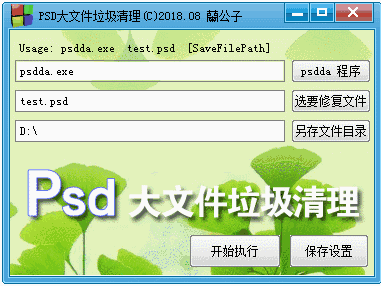 PSD大文件垃圾清理(C)2018.08 蘭公子
Usage: psdda.exe test.psd [SaveFilePath]
psdda.exe
psdda 程序
test.psd
选要修复文件
D:\
另存文件目录
Psd 大文件垃圾清理
开始执行
保存设置